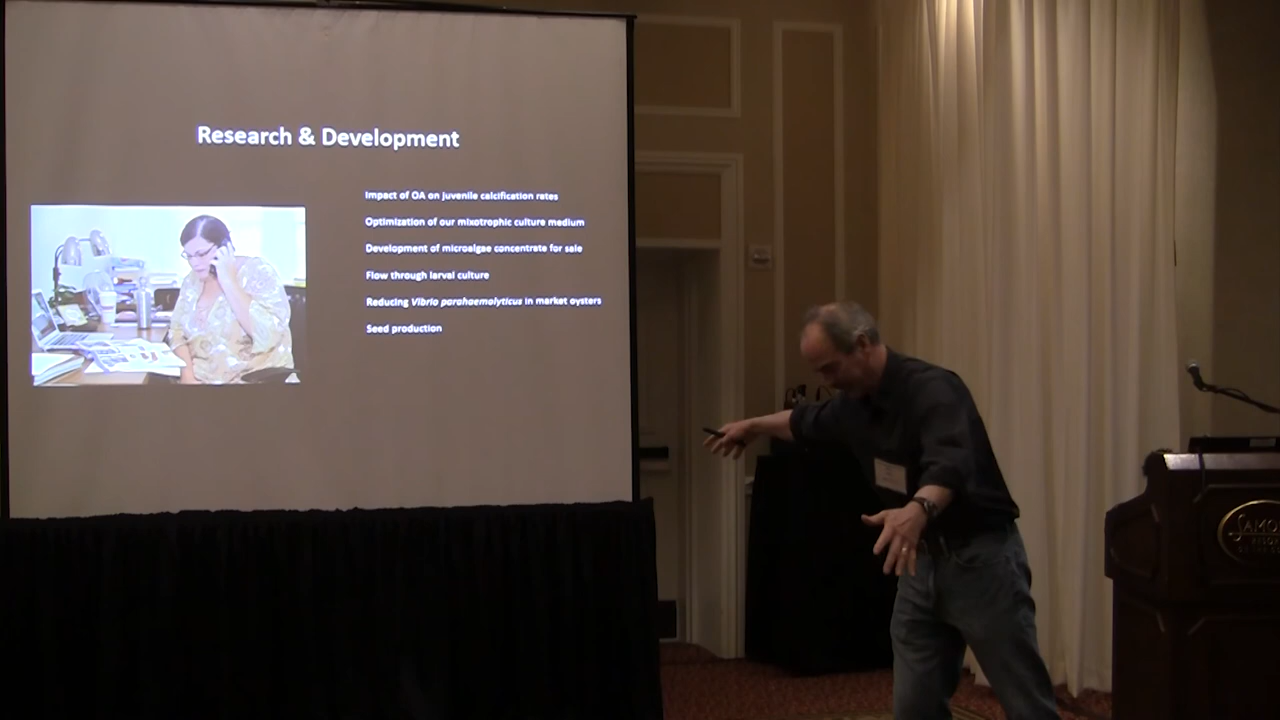 Research & Development
Impact of OA on juvenile calcification rates
Optimization of our mixotrophic culture medium
Development of microalgae concentrate for sale
Flow through larval culture
Reducing Vibrio parahaemolyticus in market oysters
Seed production
SAMO